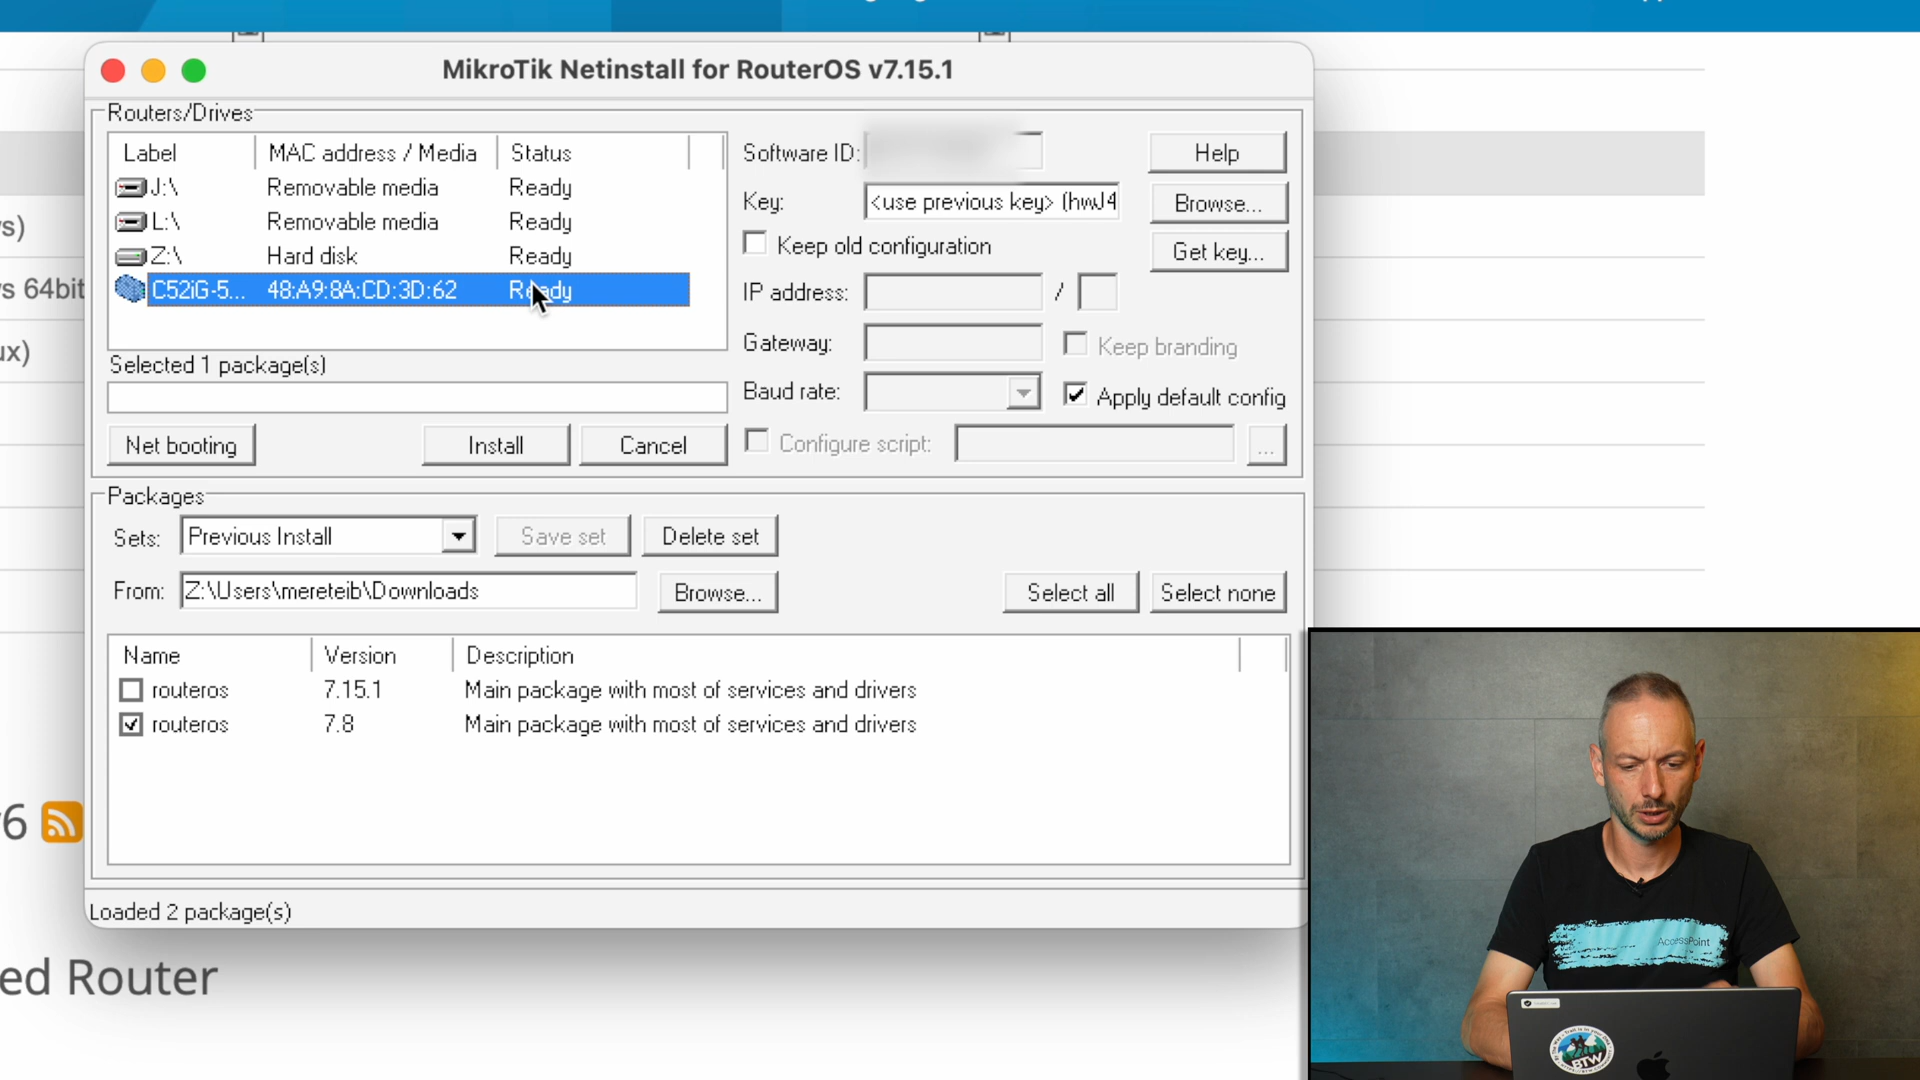 MikroTik Netinstall for RouterOS v7.15.1
Routers/Drives
Label MAC address / Media Status
J:\ Removable media Ready
L:\ Removable media Ready
Z:\ Hard disk Ready
C52iG-5... 48:A9:8A:CD:3D:62 Ready
Selected 1 package(s)
Net booting Install Cancel
Software ID:
Help
Key: <use previous key> (hwJ4
Browse...
Keep old configuration
Get key...
IP address: /
Gateway: Keep branding
Baud rate: Apply default config
Configure script: ...
Packages
Sets: Previous Install Save set Delete set
From: Z:\Users\mereteib\Downloads Browse... Select all Select none
Name Version Description
routeros 7.15.1 Main package with most of services and drivers
routeros 7.8 Main package with most of services and drivers
Loaded 2 package(s)
s)
s 64bit
ux)
6
ed Router
AccessPoint
BTW